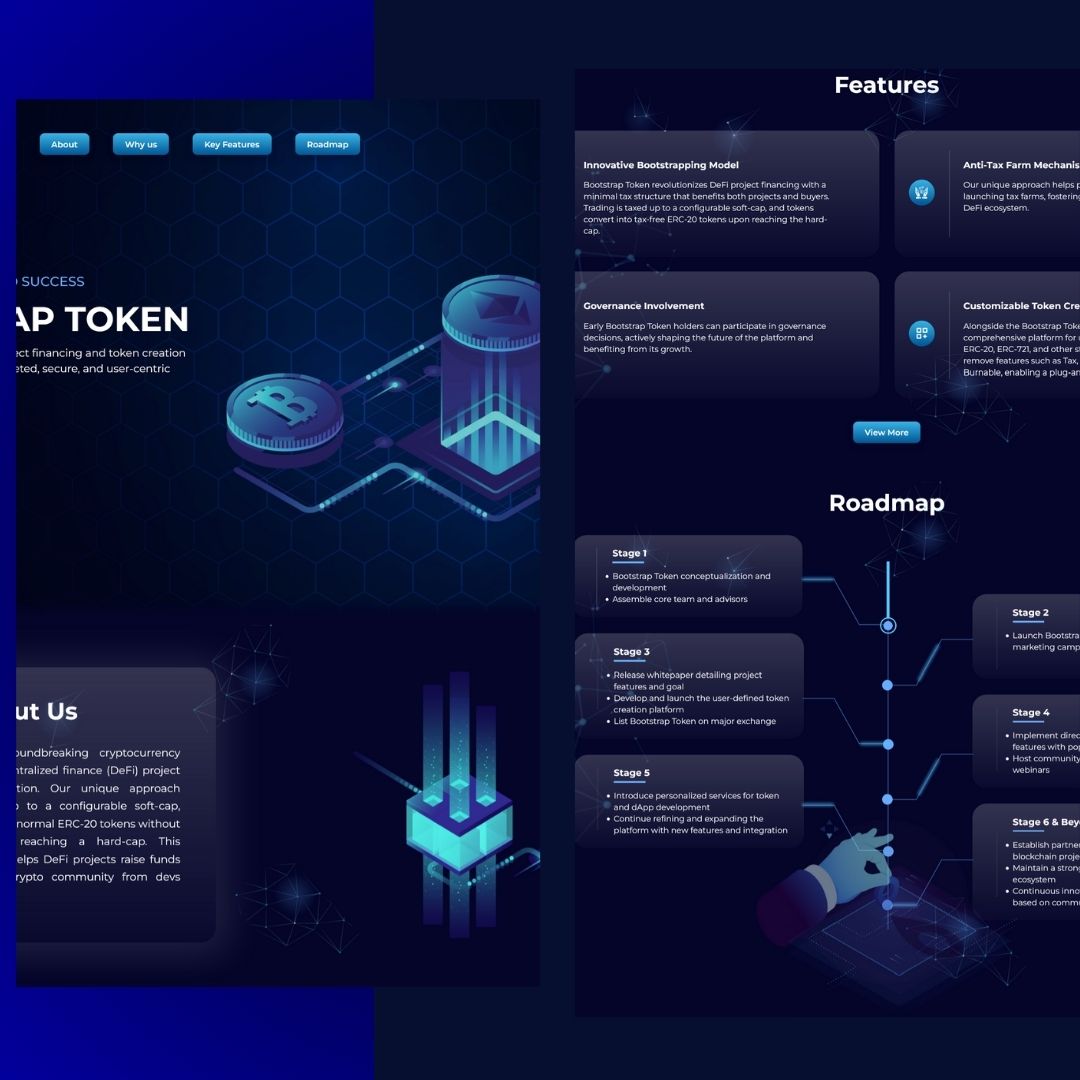 About
Why us
Key Features
Roadmap
SUCCESS
AP TOKEN
ect financing and token creation
eted, secure, and user-centric
ut Us
oundbreaking cryptocurrency
ntralized finance (DeFi) project
tion. Our unique approach
to a configurable soft-cap,
normal ERC-20 tokens without
reaching a hard-cap. This
elps DeFi projects raise funds
rypto community from devs
Features
Innovative Bootstrapping Model
Bootstrap Token revolutionizes DeFi project financing with a
minimal tax structure that benefits both projects and buyers.
Trading is taxed up to a configurable soft-cap, and tokens
convert into tax-free ERC-20 tokens upon reaching the hard-
cap.
Anti-Tax Farm Mechanis
Our unique approach helps p
launching tax farms, fostering
DeFi ecosystem.
Governance Involvement
Early Bootstrap Token holders can participate in governance
decisions, actively shaping the future of the platform and
benefiting from its growth.
Customizable Token Cre
Alongside the Bootstrap Toke
comprehensive platform for u
ERC-20, ERC-721, and other st
remove features such as Tax,
Burnable, enabling a plug-an
View More
Roadmap
Stage 1
• Bootstrap Token conceptualization and
development
• Assemble core team and advisors
Stage 2
• Launch Bootstra
marketing camp
Stage 3
• Release whitepaper detailing project
features and goal
• Develop and launch the user-defined token
creation platform
• List Bootstrap Token on major exchange
Stage 4
• Implement direc
features with pop
• Host community
webinars
Stage 5
• Introduce personalized services for token
and dApp development
• Continue refining and expanding the
platform with new features and integration
Stage 6 & Beyo
• Establish partner
blockchain proje
• Maintain a strong
ecosystem
• Continuous inno
based on commu